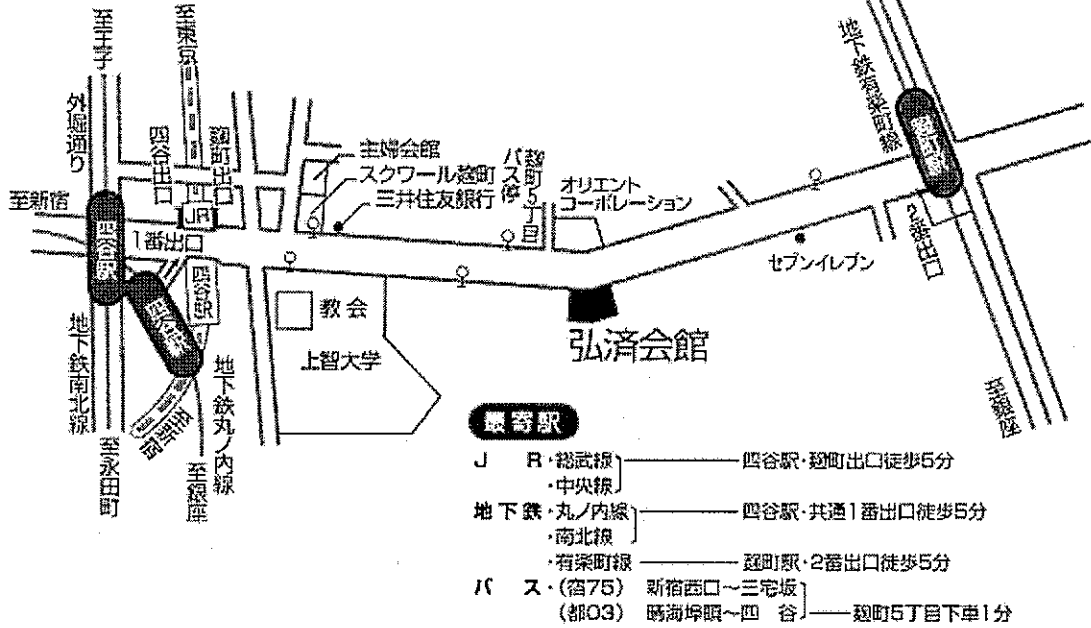 至王子
至東京
外堀通り
四谷出口
麹町出口
主婦会館
スクワール麹町
三井住友銀行
麹町5丁目
バス停
オリエント
コーポレーション
地下鉄有楽町線
麹町駅
2番出口
セブンイレブン
至新宿
JR
1番出口
四谷駅
四谷駅
四谷駅
教会
上智大学
弘済会館
地下鉄南北線
至永田町
至新宿
地下鉄丸ノ内線
至銀座
至銀座
最寄駅
JR・総武線
・中央線
四谷駅・麹町出口徒歩5分
地下鉄・丸ノ内線
・南北線
四谷駅・共通1番出口徒歩5分
・有楽町線 麹町駅・2番出口徒歩5分
バス・(宿75) 新宿西口~三宅坂
(都03) 晴海埠頭~四谷
麹町5丁目下車1分